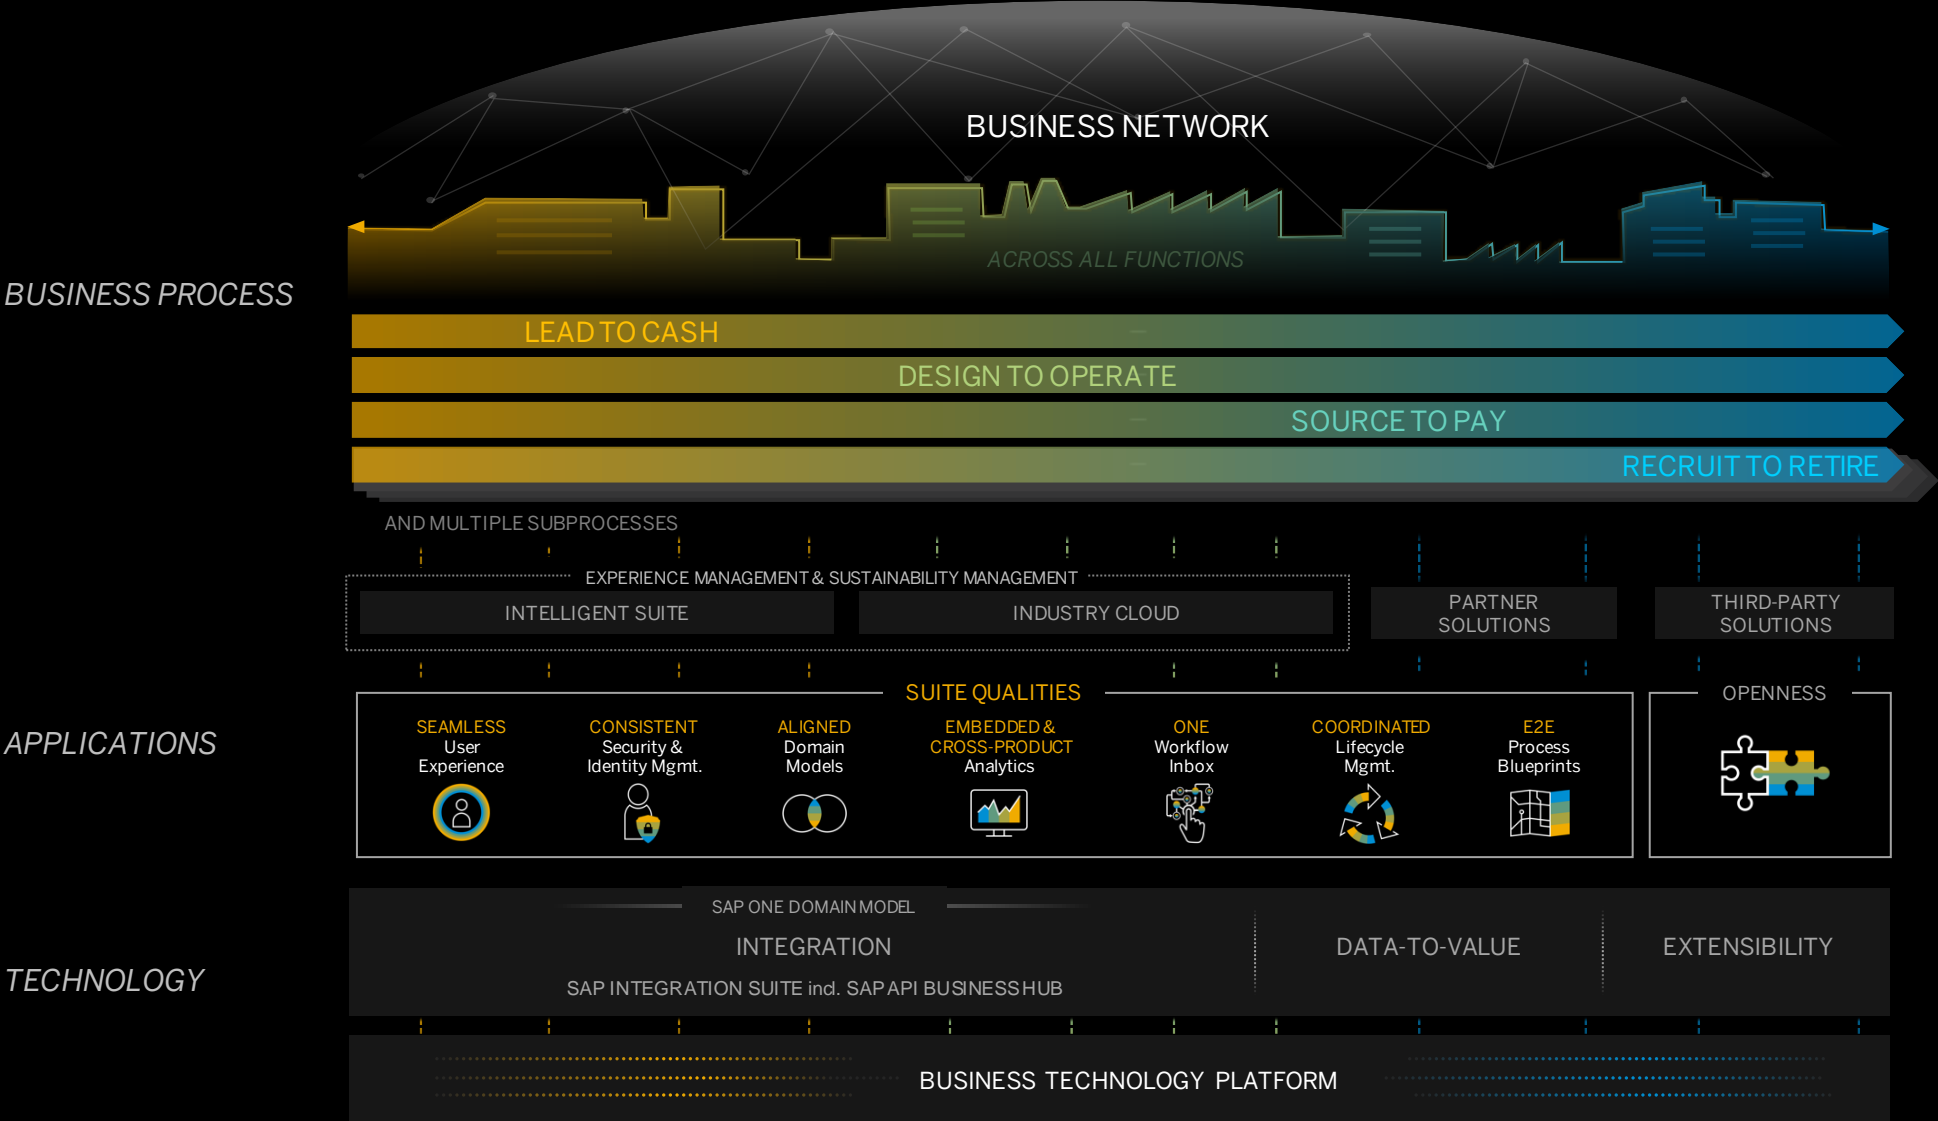 BUSINESS NETWORK
ACROSS ALL FUNCTIONS
BUSINESS PROCESS
LEAD TO CASH
DESIGN TO OPERATE
SOURCE TO PAY
RECRUIT TO RETIRE
AND MULTIPLE SUBPROCESSES
EXPERIENCE MANAGEMENT & SUSTAINABILITY MANAGEMENT
INTELLIGENT SUITE
INDUSTRY CLOUD
PARTNER
SOLUTIONS
THIRD-PARTY
SOLUTIONS
APPLICATIONS
SUITE QUALITIES
SEAMLESS
User
Experience
CONSISTENT
Security &
Identity Mgmt.
ALIGNED
Domain
Models
EMBEDDED &
CROSS-PRODUCT
Analytics
ONE
Workflow
Inbox
COORDINATED
Lifecycle
Mgmt.
E2E
Process
Blueprints
OPENNESS
TECHNOLOGY
SAP ONE DOMAIN MODEL
INTEGRATION
SAP INTEGRATION SUITE incl. SAP API BUSINESS HUB
DATA-TO-VALUE
EXTENSIBILITY
BUSINESS TECHNOLOGY PLATFORM